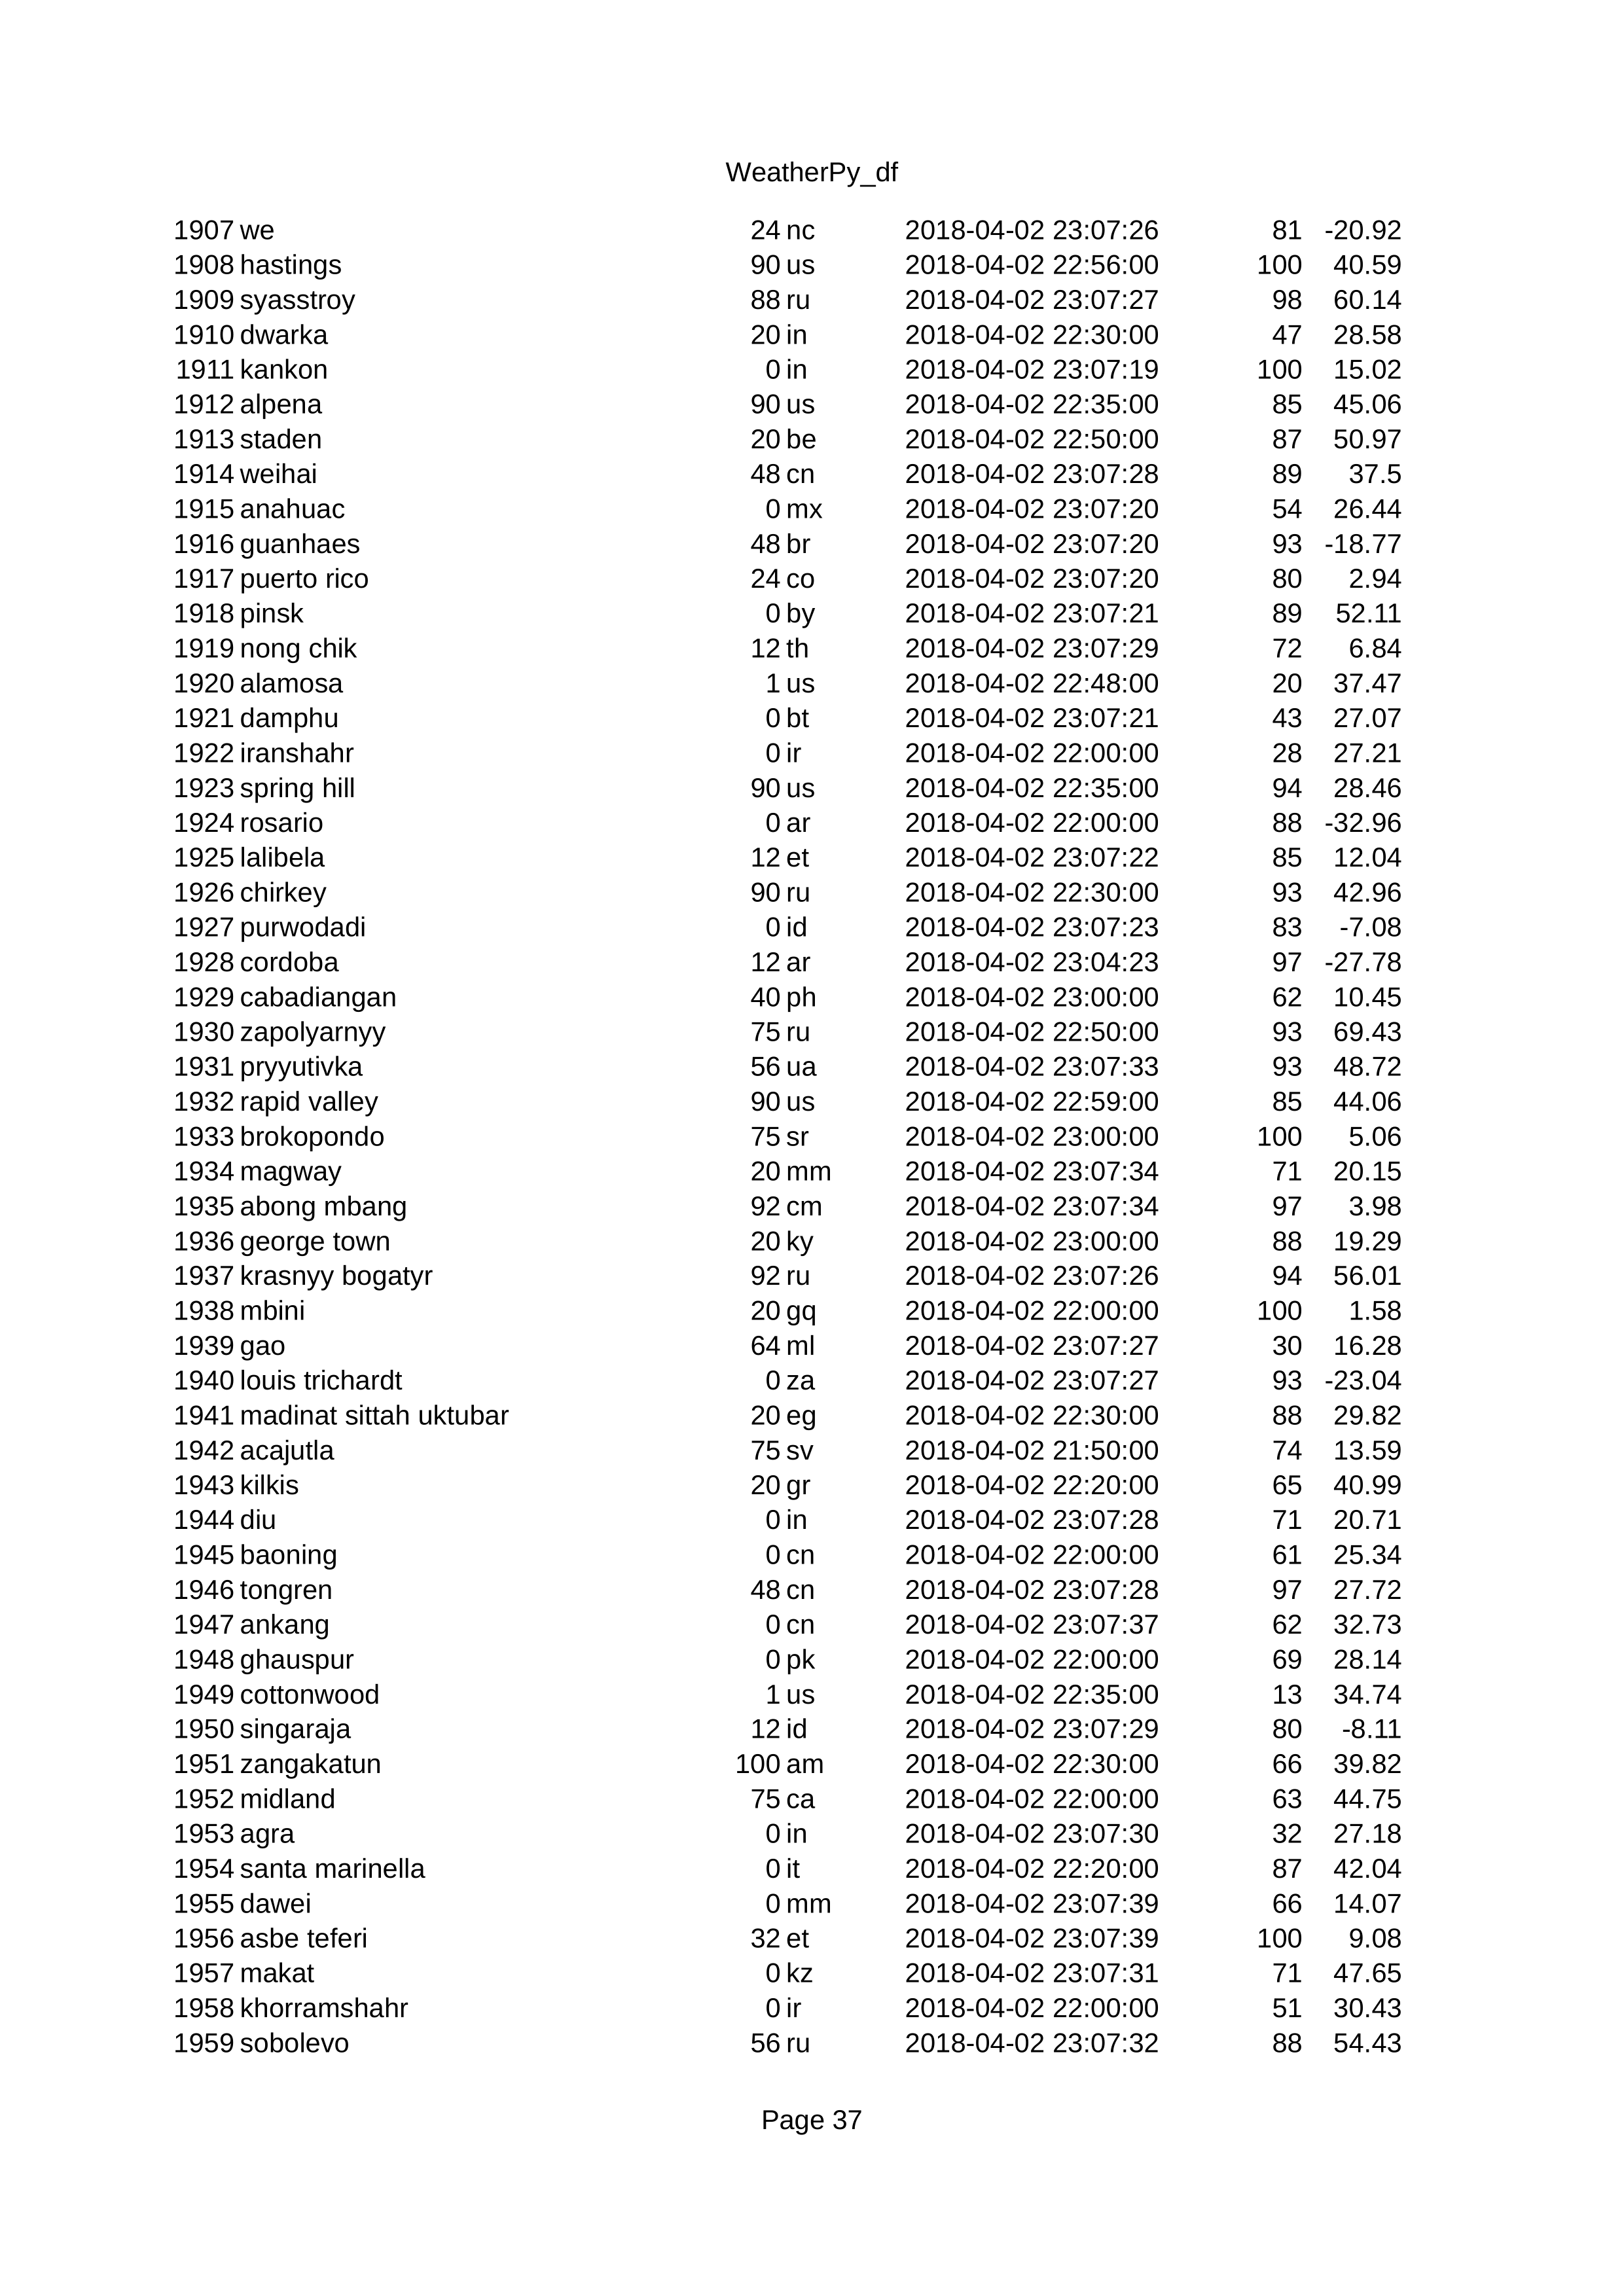 WeatherPy_df
1907 we 24 nc 2018-04-02 23:07:26 81 -20.92
1908 hastings 90 us 2018-04-02 22:56:00 100 40.59
1909 syasstroy 88 ru 2018-04-02 23:07:27 98 60.14
1910 dwarka 20 in 2018-04-02 22:30:00 47 28.58
1911 kankon 0 in 2018-04-02 23:07:19 100 15.02
1912 alpena 90 us 2018-04-02 22:35:00 85 45.06
1913 staden 20 be 2018-04-02 22:50:00 87 50.97
1914 weihai 48 cn 2018-04-02 23:07:28 89 37.5
1915 anahuac 0 mx 2018-04-02 23:07:20 54 26.44
1916 guanhaes 48 br 2018-04-02 23:07:20 93 -18.77
1917 puerto rico 24 co 2018-04-02 23:07:20 80 2.94
1918 pinsk 0 by 2018-04-02 23:07:21 89 52.11
1919 nong chik 12 th 2018-04-02 23:07:29 72 6.84
1920 alamosa 1 us 2018-04-02 22:48:00 20 37.47
1921 damphu 0 bt 2018-04-02 23:07:21 43 27.07
1922 iranshahr 0 ir 2018-04-02 22:00:00 28 27.21
1923 spring hill 90 us 2018-04-02 22:35:00 94 28.46
1924 rosario 0 ar 2018-04-02 22:00:00 88 -32.96
1925 lalibela 12 et 2018-04-02 23:07:22 85 12.04
1926 chirkey 90 ru 2018-04-02 22:30:00 93 42.96
1927 purwodadi 0 id 2018-04-02 23:07:23 83 -7.08
1928 cordoba 12 ar 2018-04-02 23:04:23 97 -27.78
1929 cabadiangan 40 ph 2018-04-02 23:00:00 62 10.45
1930 zapolyarnyy 75 ru 2018-04-02 22:50:00 93 69.43
1931 pryyutivka 56 ua 2018-04-02 23:07:33 93 48.72
1932 rapid valley 90 us 2018-04-02 22:59:00 85 44.06
1933 brokopondo 75 sr 2018-04-02 23:00:00 100 5.06
1934 magway 20 mm 2018-04-02 23:07:34 71 20.15
1935 abong mbang 92 cm 2018-04-02 23:07:34 97 3.98
1936 george town 20 ky 2018-04-02 23:00:00 88 19.29
1937 krasnyy bogatyr 92 ru 2018-04-02 23:07:26 94 56.01
1938 mbini 20 gq 2018-04-02 22:00:00 100 1.58
1939 gao 64 ml 2018-04-02 23:07:27 30 16.28
1940 louis trichardt 0 za 2018-04-02 23:07:27 93 -23.04
1941 madinat sittah uktubar 20 eg 2018-04-02 22:30:00 88 29.82
1942 acajutla 75 sv 2018-04-02 21:50:00 74 13.59
1943 kilkis 20 gr 2018-04-02 22:20:00 65 40.99
1944 diu 0 in 2018-04-02 23:07:28 71 20.71
1945 baoning 0 cn 2018-04-02 22:00:00 61 25.34
1946 tongren 48 cn 2018-04-02 23:07:28 97 27.72
1947 ankang 0 cn 2018-04-02 23:07:37 62 32.73
1948 ghauspur 0 pk 2018-04-02 22:00:00 69 28.14
1949 cottonwood 1 us 2018-04-02 22:35:00 13 34.74
1950 singaraja 12 id 2018-04-02 23:07:29 80 -8.11
1951 zangakatun 100 am 2018-04-02 22:30:00 66 39.82
1952 midland 75 ca 2018-04-02 22:00:00 63 44.75
1953 agra 0 in 2018-04-02 23:07:30 32 27.18
1954 santa marinella 0 it 2018-04-02 22:20:00 87 42.04
1955 dawei 0 mm 2018-04-02 23:07:39 66 14.07
1956 asbe teferi 32 et 2018-04-02 23:07:39 100 9.08
1957 makat 0 kz 2018-04-02 23:07:31 71 47.65
1958 khorramshahr 0 ir 2018-04-02 22:00:00 51 30.43
1959 sobolevo 56 ru 2018-04-02 23:07:32 88 54.43
Page 37